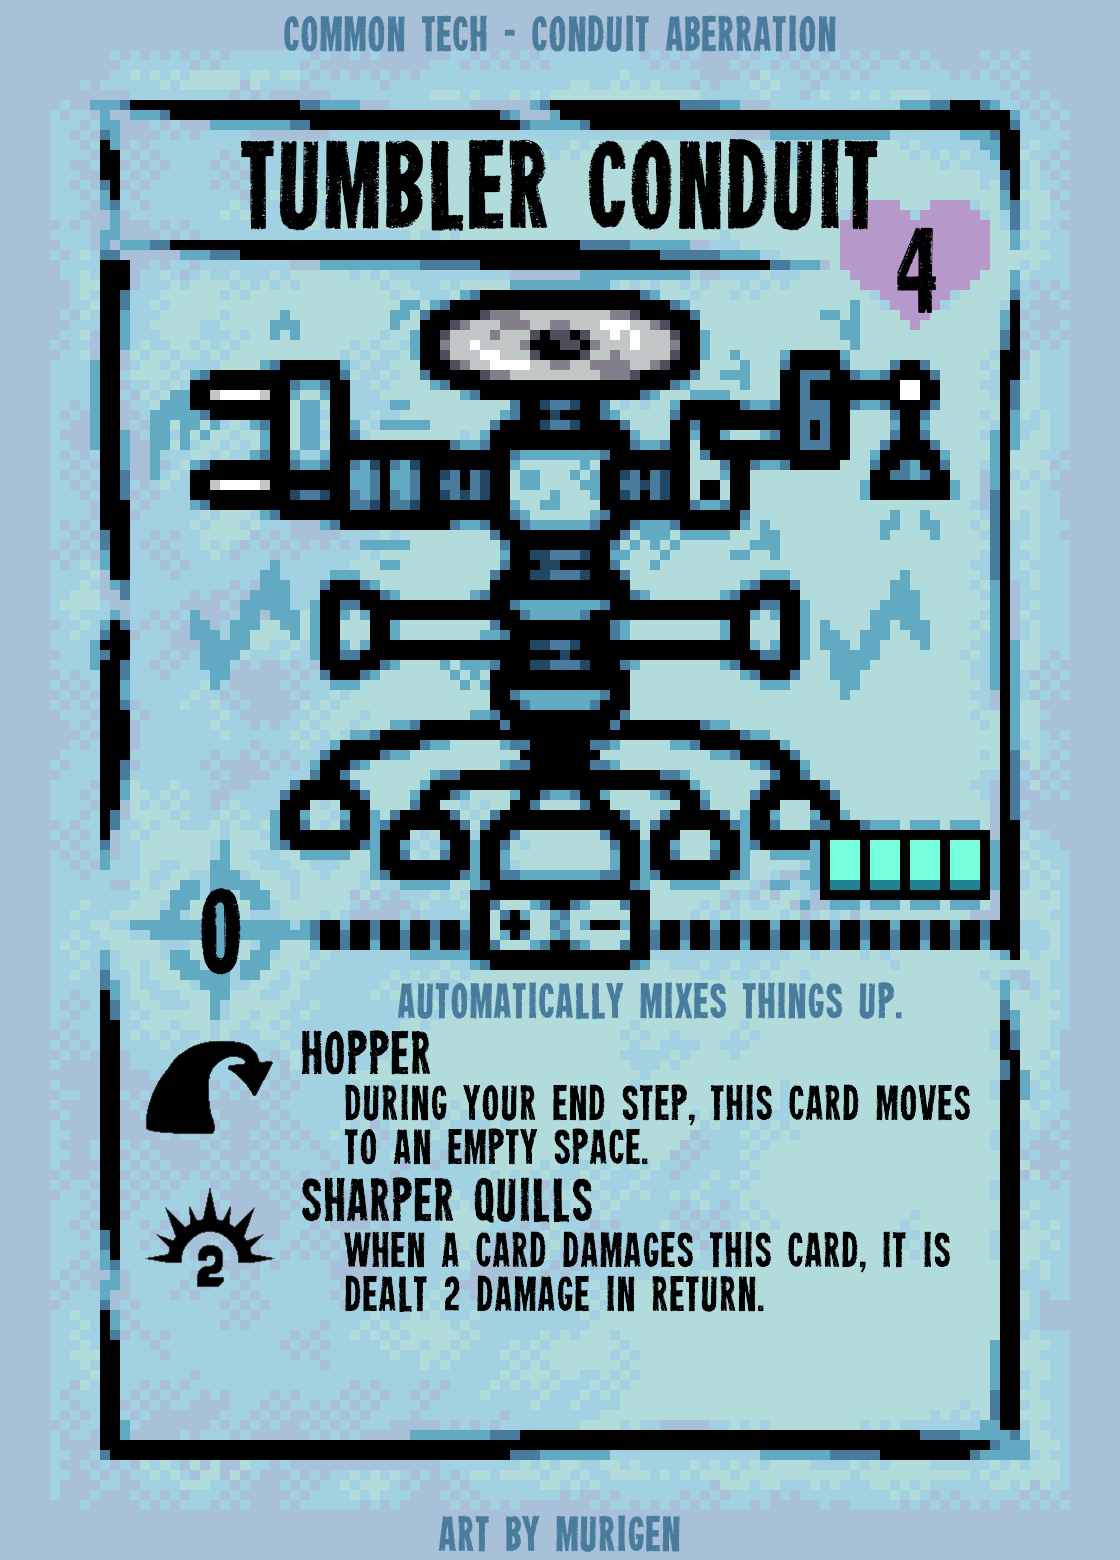 COMMON TECH - CONDUIT ABERRATION
TUMBLER CONDUIT
4
+ -
0
AUTOMATICALLY MIXES THINGS UP.
HOPPER
DURING YOUR END STEP, THIS CARD MOVES
TO AN EMPTY SPACE.
SHARPER QUILLS
2
WHEN A CARD DAMAGES THIS CARD, IT IS
DEALT 2 DAMAGE IN RETURN.
ART BY MURIGEN